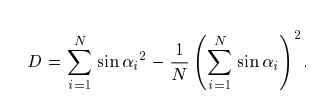 D = \sum_{i=1}^{N} \sin {\alpha_i}^2 - \frac{1}{N} \left( \sum_{i=1}^{N} \sin \alpha_i \right)^2 .